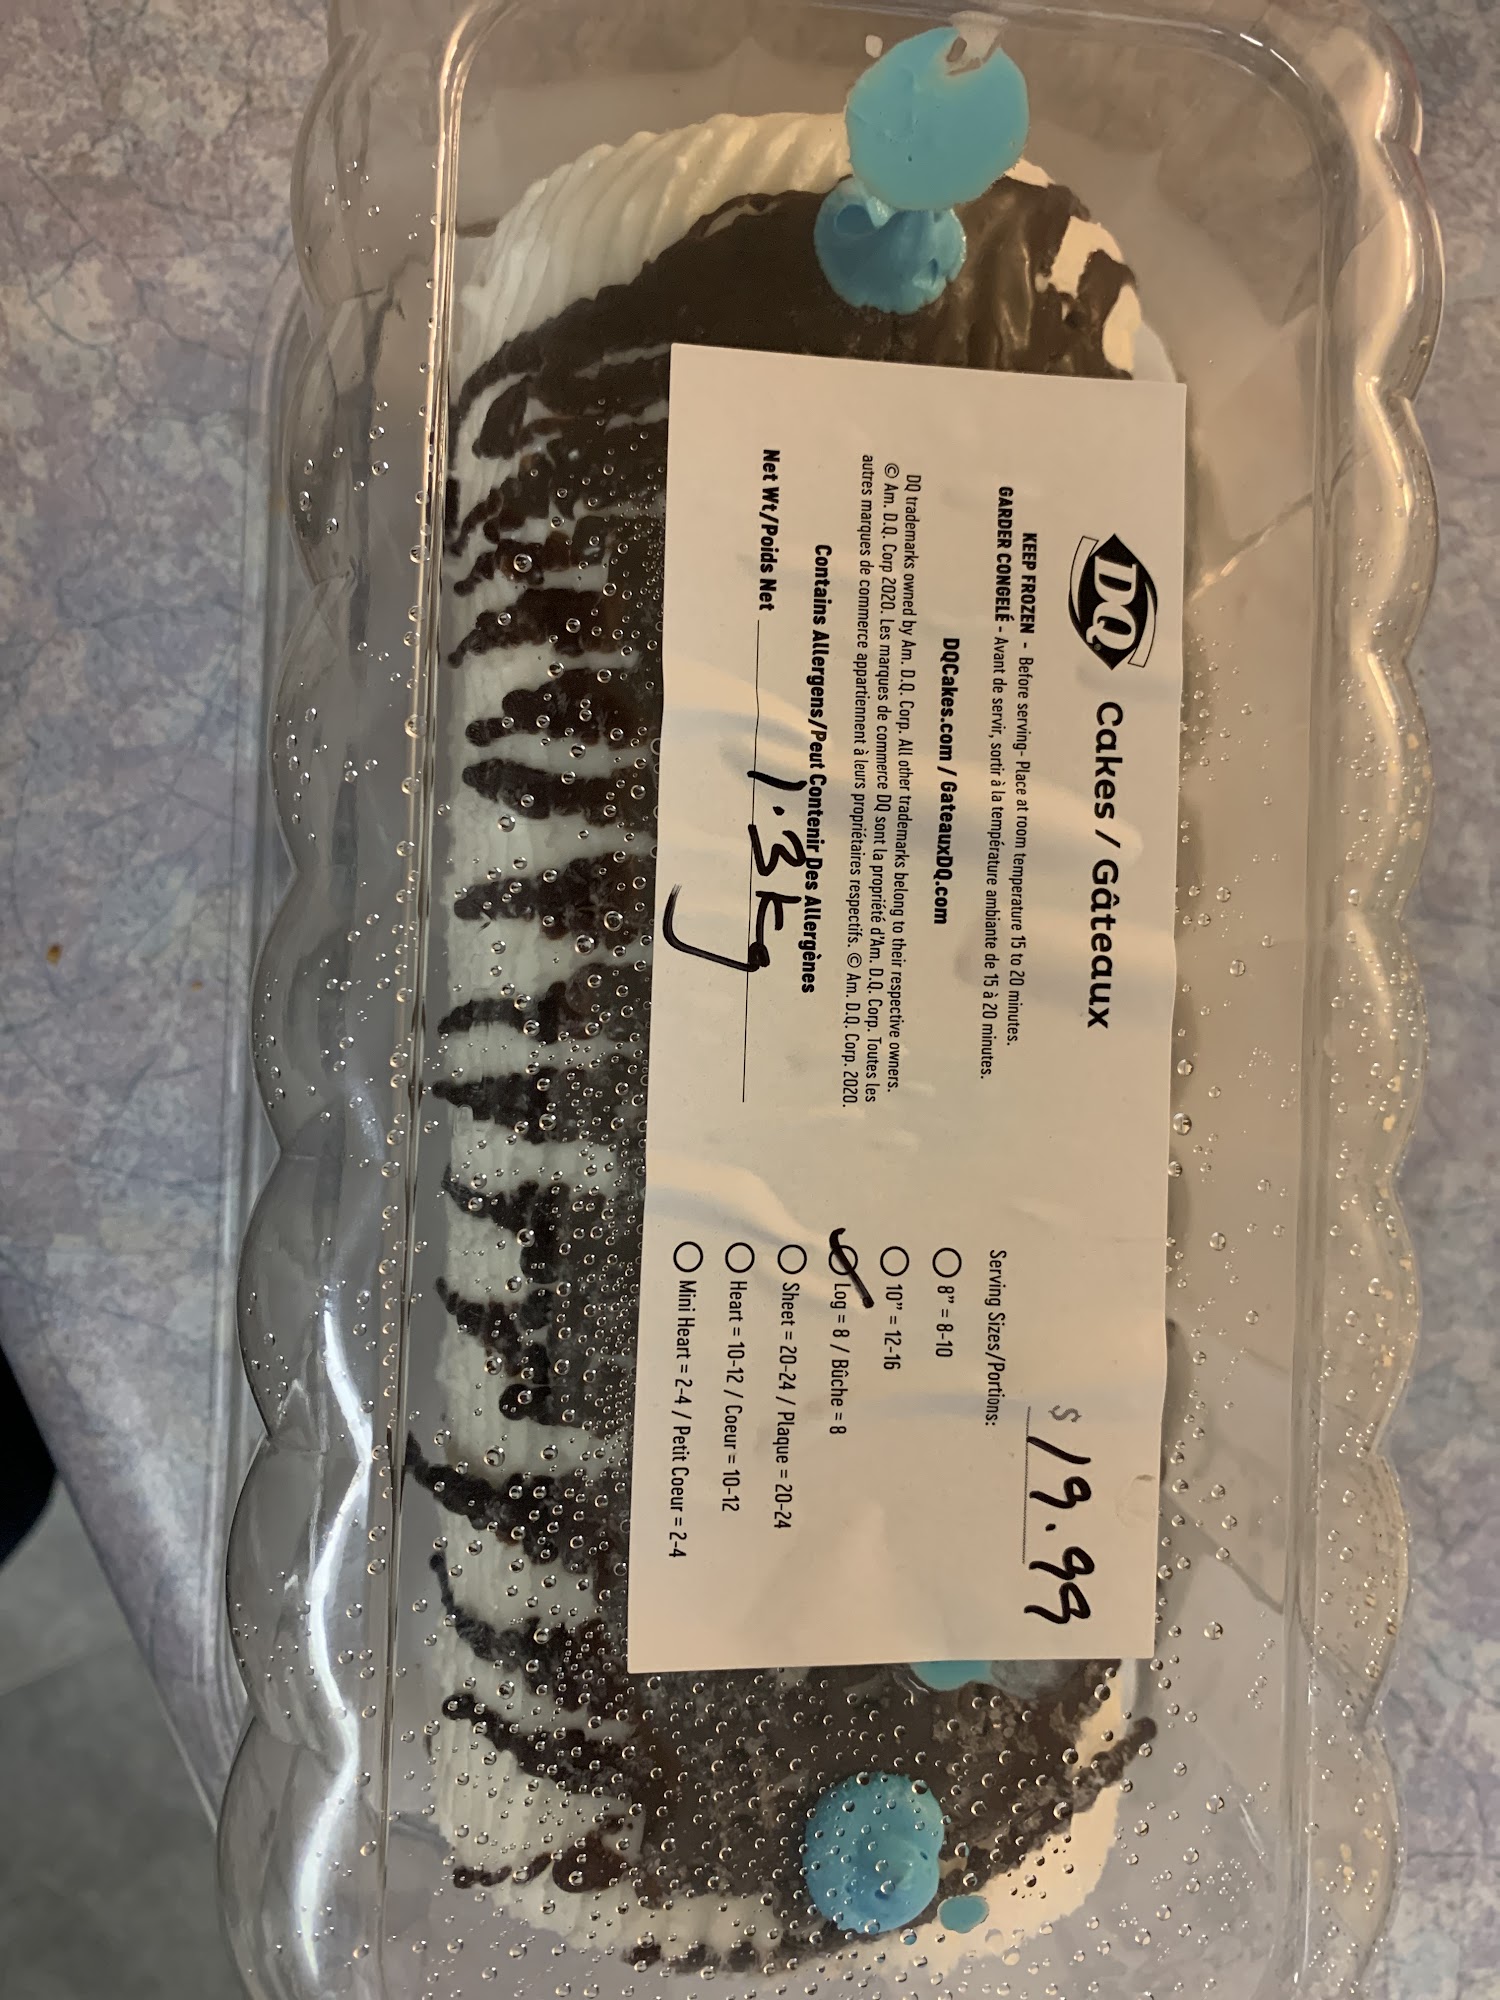 DQ Cakes / Gâteaux
KEEP FROZEN - Before serving- Place at room temperature 15 to 20 minutes.
GARDER CONGELÉ - Avant de servir, sortir à la température ambiante de 15 à 20 minutes.
DQCakes.com / GateauxDQ.com
DQ trademarks owned by Am. D.Q. Corp. All other trademarks belong to their respective owners.
© Am. D.Q. Corp 2020. Les marques de commerce DQ sont la propriété d'Am. D.Q. Corp. Toutes les
autres marques de commerce appartiennent à leurs propriétaires respectifs. © Am. D.Q. Corp. 2020.
Contains Allergens/Peut Contenir Des Allergènes
Net Wt/Poids Net 1.3 kg
$ 19.99
Serving Sizes/Portions:
8" = 8-10
10" = 12-16
Log = 8 / Bûche = 8
Sheet = 20-24 / Plaque = 20-24
Heart = 10-12 / Coeur = 10-12
Mini Heart = 2-4 / Petit Coeur = 2-4